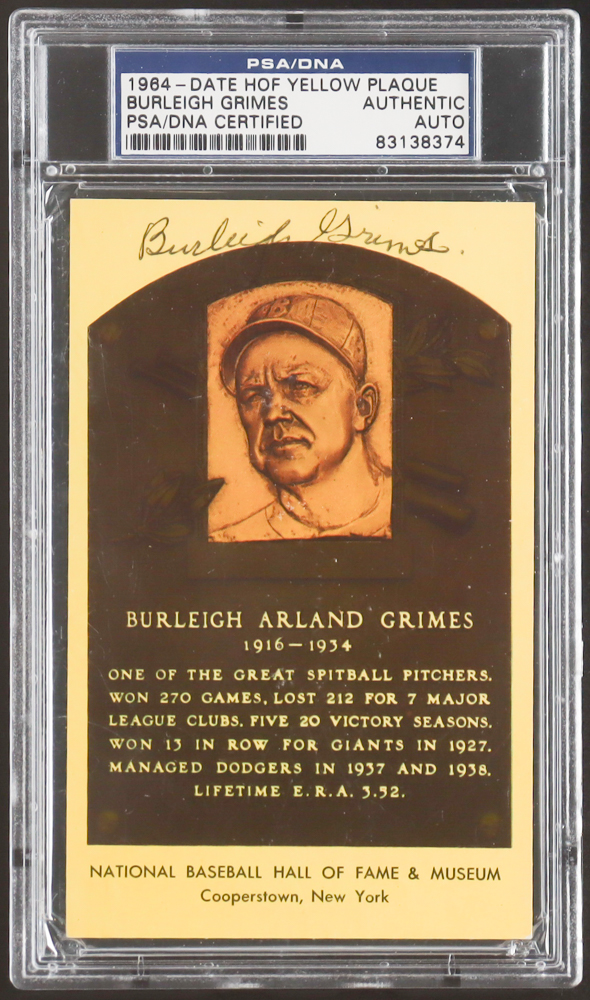 PSA/DNA
1964-DATE HOF YELLOW PLAQUE
BURLEIGH GRIMES AUTHENTIC
PSA/DNA CERTIFIED AUTO
83138374
Burleigh Grimes.
B
BURLEIGH ARLAND GRIMES
1916-1934
ONE OF THE GREAT SPITBALL PITCHERS.
WON 270 GAMES, LOST 212 FOR 7 MAJOR
LEAGUE CLUBS. FIVE 20 VICTORY SEASONS.
WON 13 IN ROW FOR GIANTS IN 1927.
MANAGED DODGERS IN 1937 AND 1938.
LIFETIME E.R.A. 3.52.
NATIONAL BASEBALL HALL OF FAME & MUSEUM
Cooperstown, New York